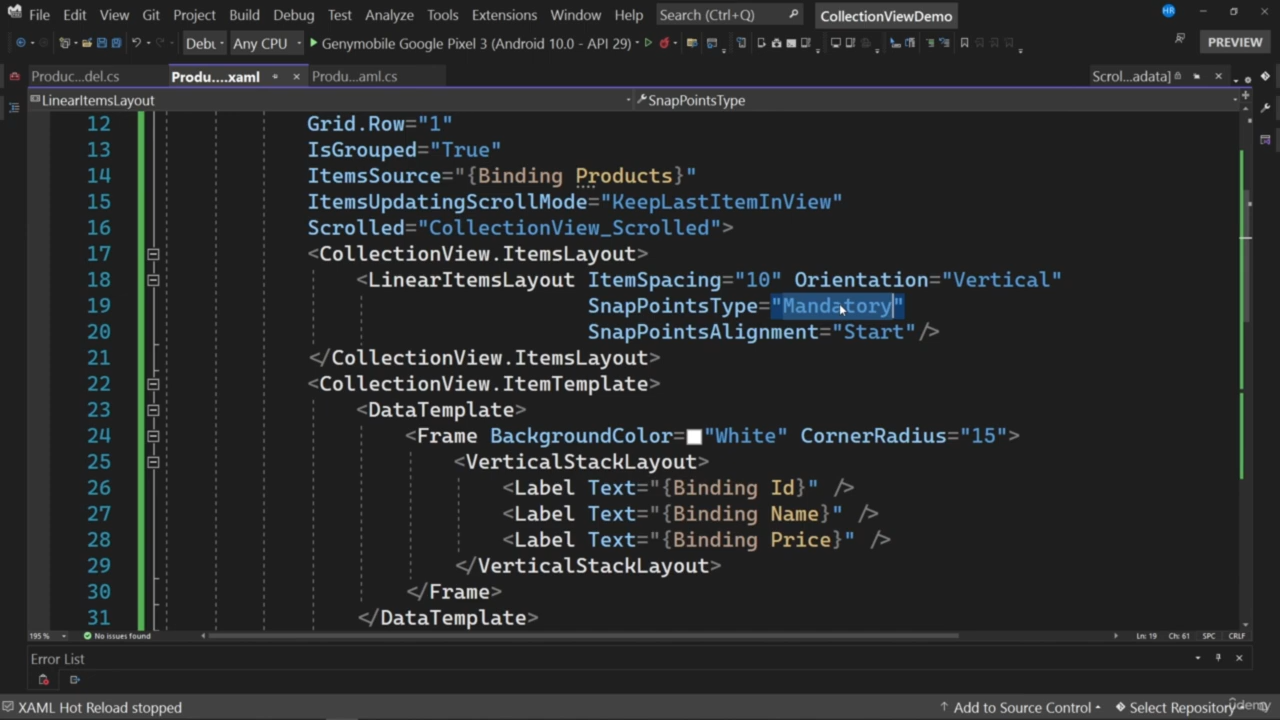 File Edit View Git Project Build Debug Test Analyze Tools Extensions Window Help Search (Ctrl+Q) CollectionViewDemo HR
Debu Any CPU Genymobile Google Pixel 3 (Android 10.0 - API 29) PREVIEW
Produc...del.cs Produ....xaml Produ...aml.cs Scrol...adata]
LinearItemsLayout SnapPointsType
12 Grid.Row="1"
13 IsGrouped="True"
14 ItemsSource="{Binding Products}"
15 ItemsUpdatingScrollMode="KeepLastItemInView"
16 Scrolled="CollectionView_Scrolled">
17 <CollectionView.ItemsLayout>
18 <LinearItemsLayout ItemSpacing="10" Orientation="Vertical"
19 SnapPointsType="Mandatory"
20 SnapPointsAlignment="Start"/>
21 </CollectionView.ItemsLayout>
22 <CollectionView.ItemTemplate>
23 <DataTemplate>
24 <Frame BackgroundColor="White" CornerRadius="15">
25 <VerticalStackLayout>
26 <Label Text="{Binding Id}" />
27 <Label Text="{Binding Name}" />
28 <Label Text="{Binding Price}" />
29 </VerticalStackLayout>
30 </Frame>
31 </DataTemplate>
195 % No issues found Ln: 19 Ch: 61 SPC CRLF
Error List
XAML Hot Reload stopped Add to Source Control Select Repository
Udemy